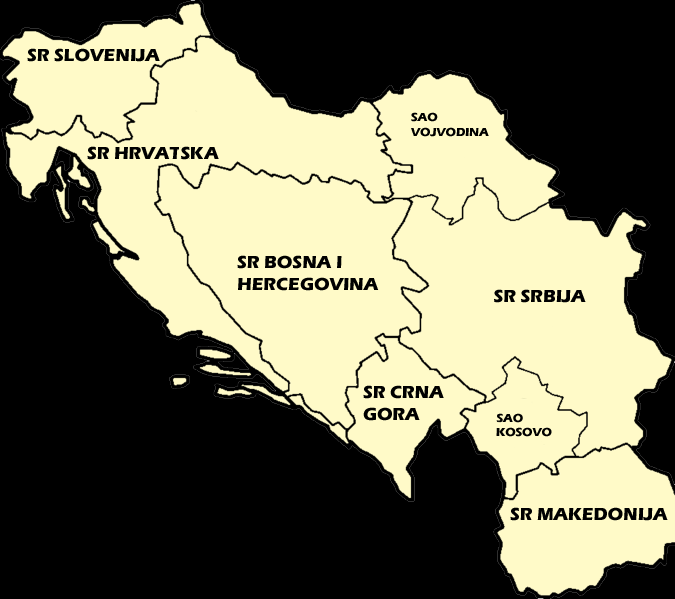 SR SLOVENIJA
SAO
VOJVODINA
SR HRVATSKA
SR BOSNA I
HERCEGOVINA
SR SRBIJA
SR CRNA
GORA
SAO
KOSOVO
SR MAKEDONIJA